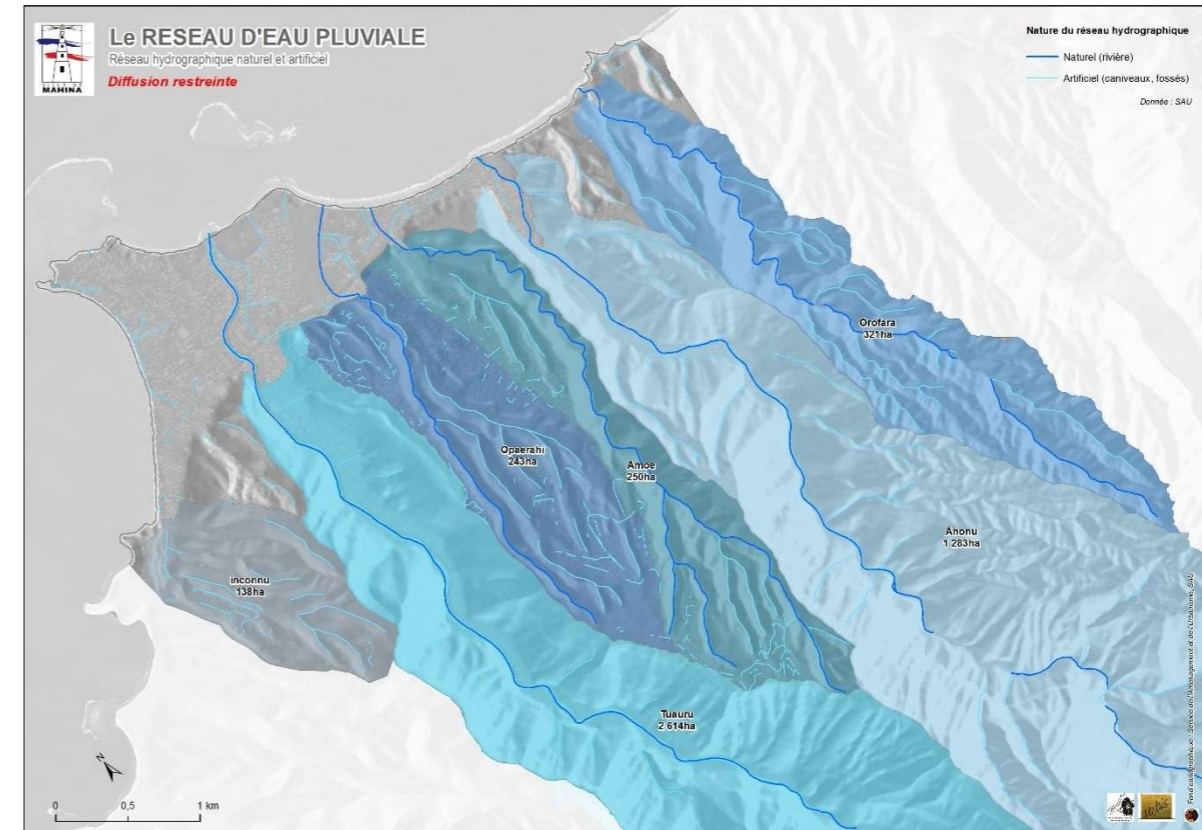 Le RESEAU D'EAU PLUVIALE
Réseau hydrographique naturel et artificiel
Diffusion restreinte
MAHINA
Nature du réseau hydrographique
Naturel (rivière)
Artificiel (caniveaux, fossés)
Donnée : SAU
Orofara
321ha
Opaerahi
243ha
Amoe
250ha
Ahonu
1 283ha
inconnu
138ha
Tuauru
2 614ha
N
0
0,5
1 km